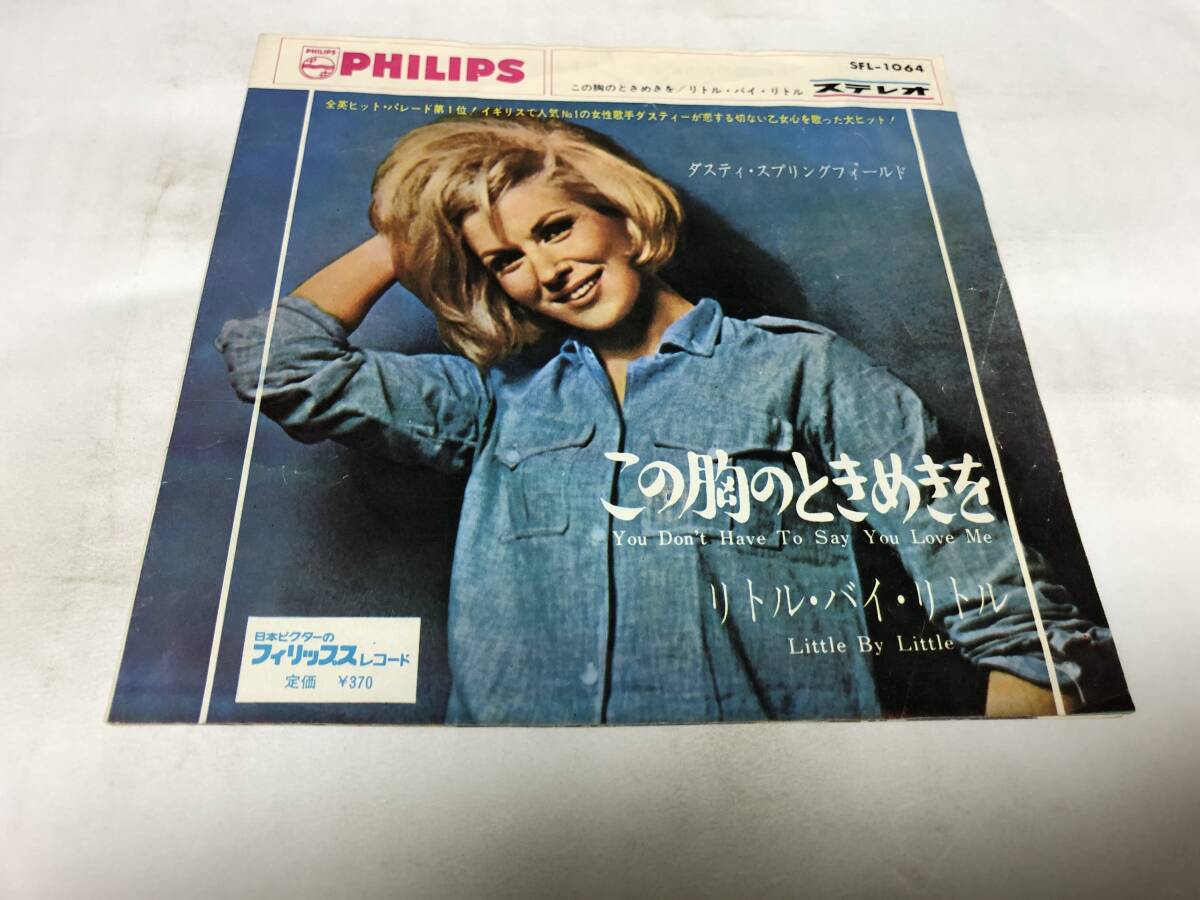 PHILIPS
PHILIPS
SFL-1064
この胸のときめきを/リトル・バイ・リトル
ステレオ
全英ヒット・パレード第1位!イギリスで人気No.1の女性歌手ダスティーが恋する切ない乙女心を歌った大ヒット!
ダスティ・スプリングフィールド
この胸のときめきを
You Don't Have To Say You Love Me
リトル・バイ・リトル
Little By Little
日本ビクターの
フィリップスレコード
定価 ¥370